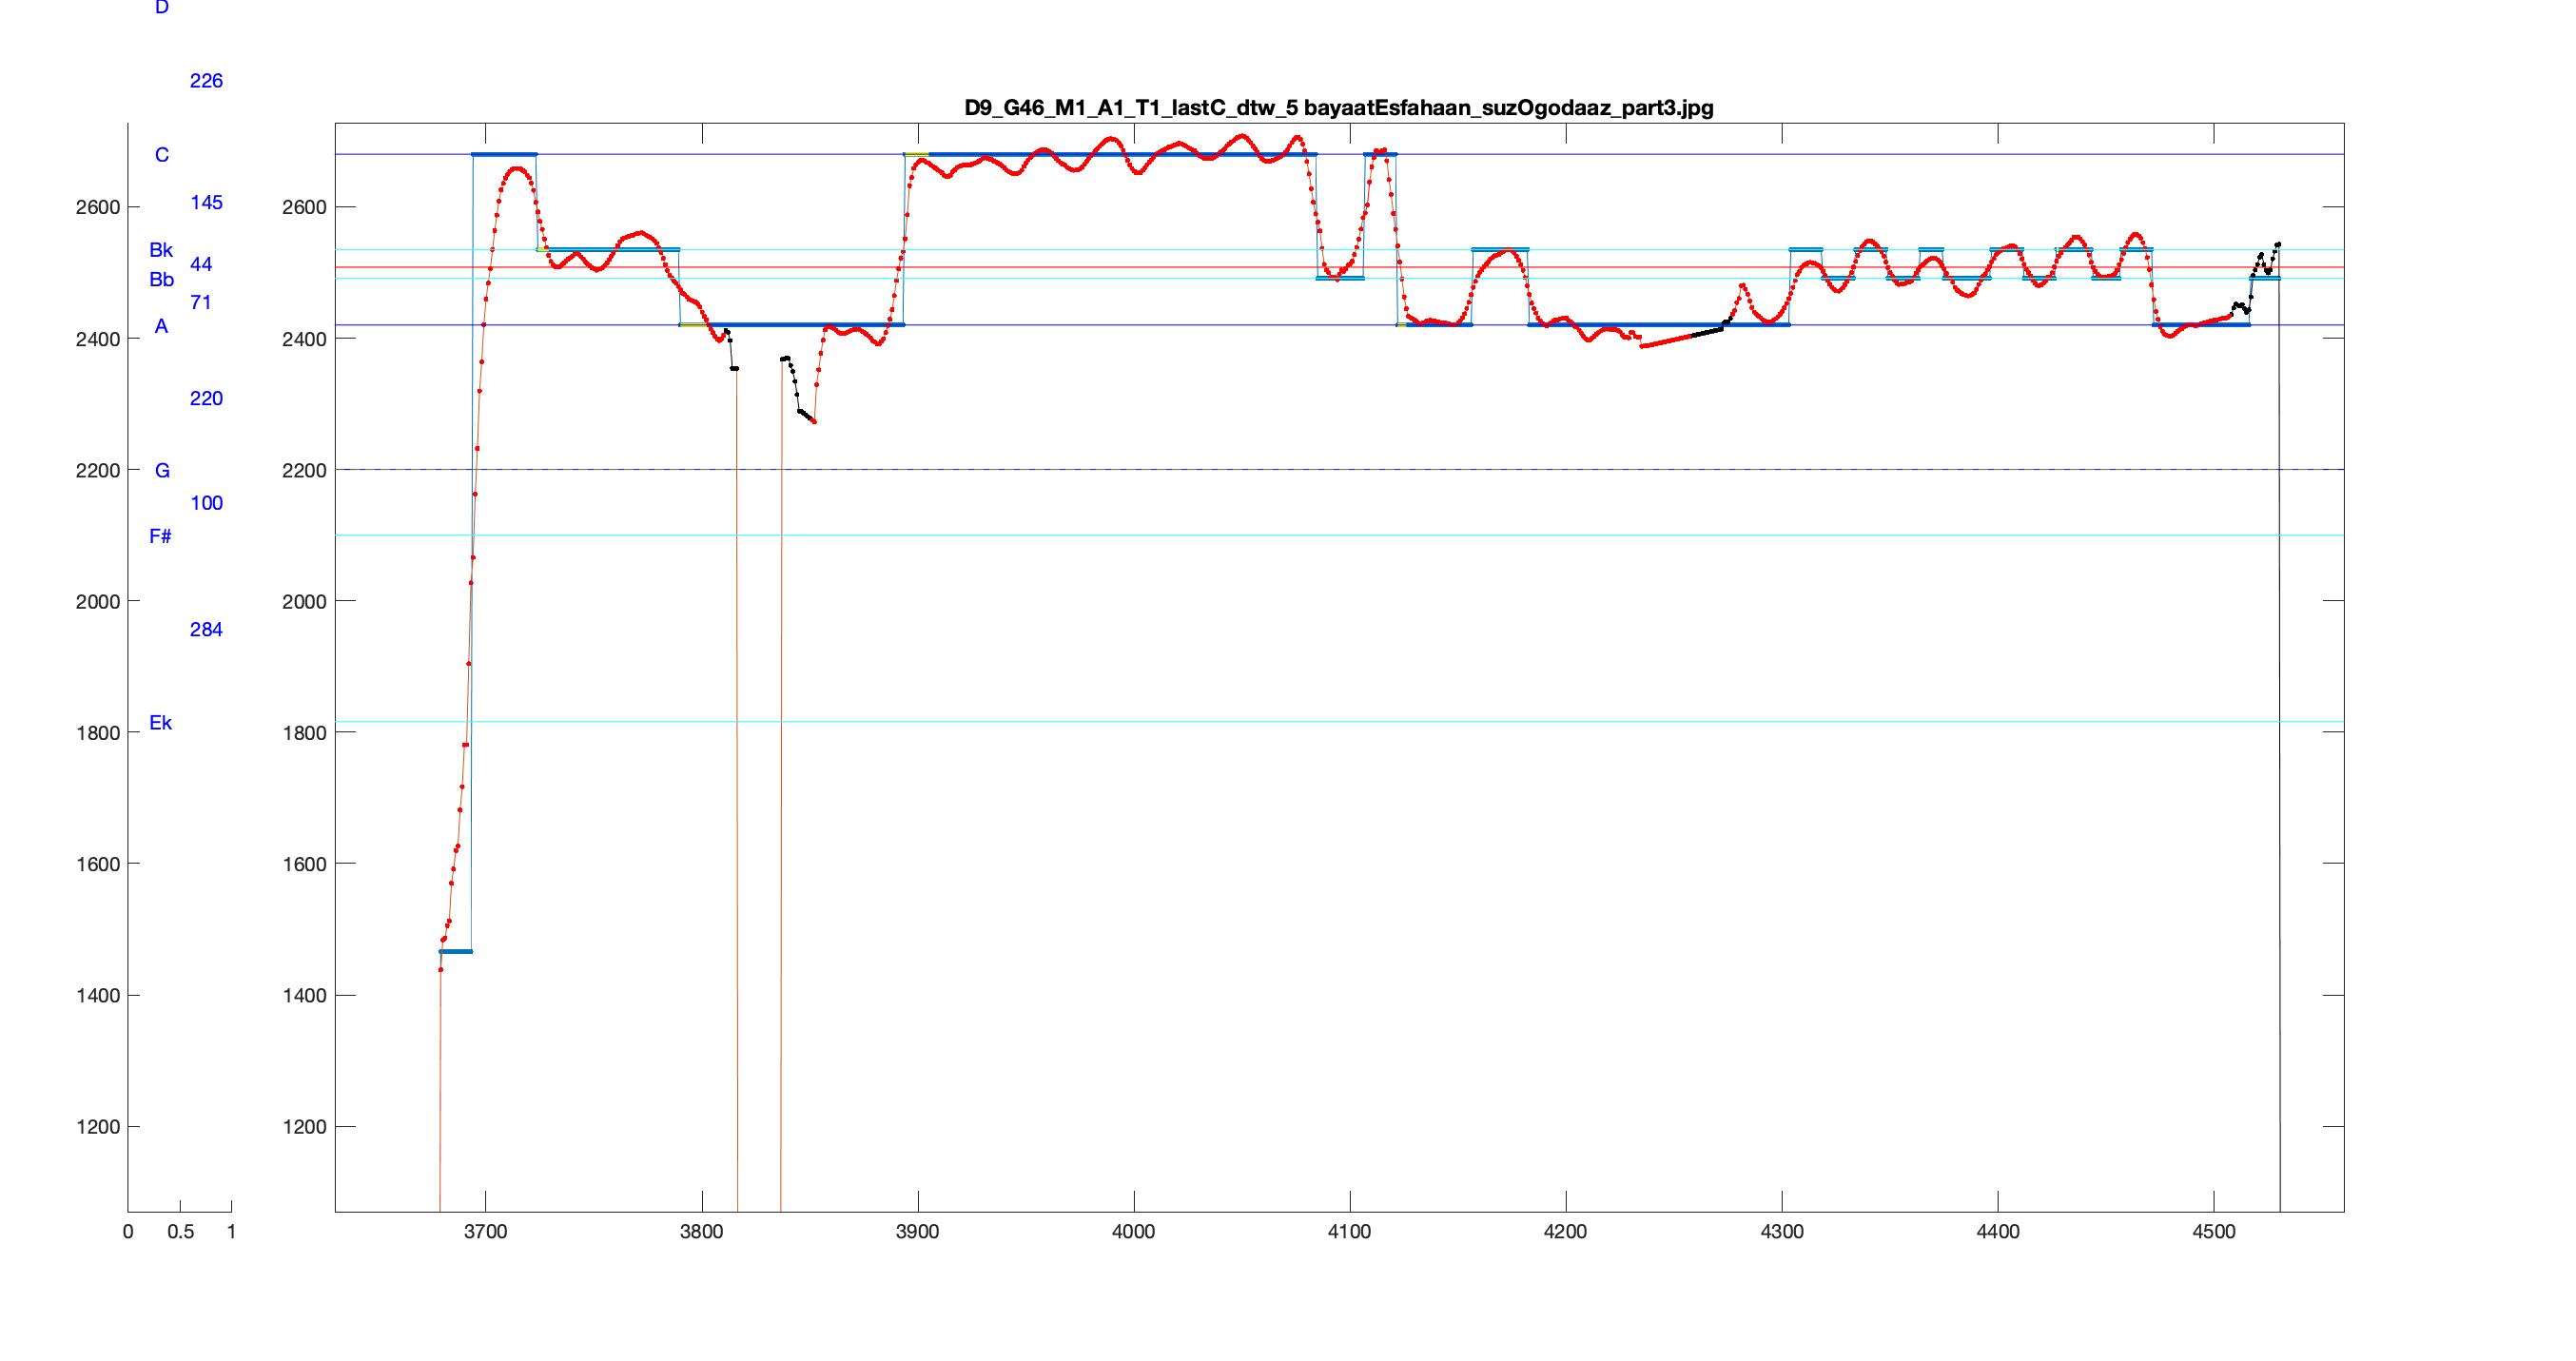 D
226
D9_G46_M1_A1_T1_lastC_dtw_5 bayaatEsfahaan_suzOgodaaz_part3.jpg
C
145
2600 2600
Bk
44
Bb
71
A
2400 2400
220
2200 G 2200
100
F#
2000 2000
284
Ek
1800 1800
1600 1600
1400 1400
1200 1200
0 0.5 1 3700 3800 3900 4000 4100 4200 4300 4400 4500